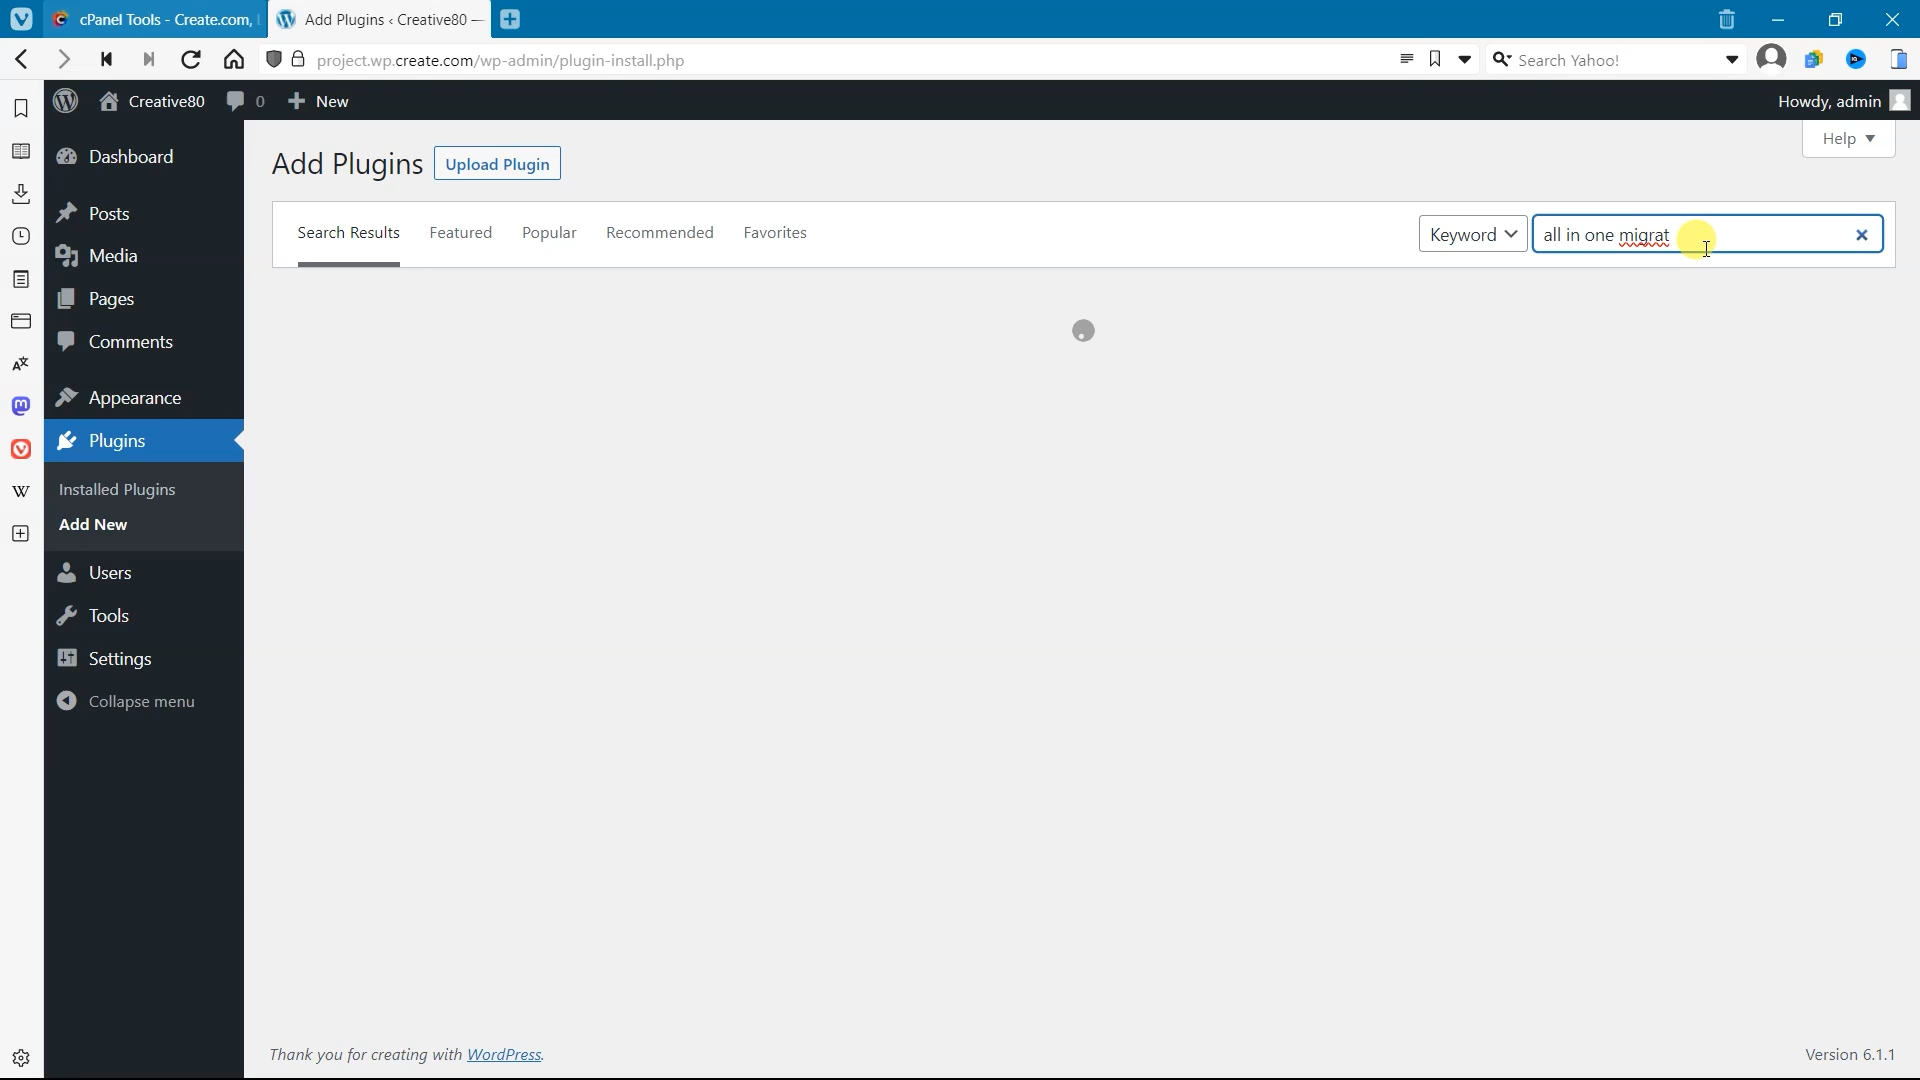 cPanel Tools - Create.com,
Add Plugins ‹ Creative80 —
project.wp.create.com/wp-admin/plugin-install.php
Search Yahoo!
Creative80
0
New
Howdy, admin
Help
Dashboard
Add Plugins
Upload Plugin
Posts
Search Results
Featured
Popular
Recommended
Favorites
Keyword
all in one migrat
Media
Pages
Comments
Appearance
Plugins
Installed Plugins
Add New
Users
Tools
Settings
Collapse menu
Thank you for creating with WordPress.
Version 6.1.1